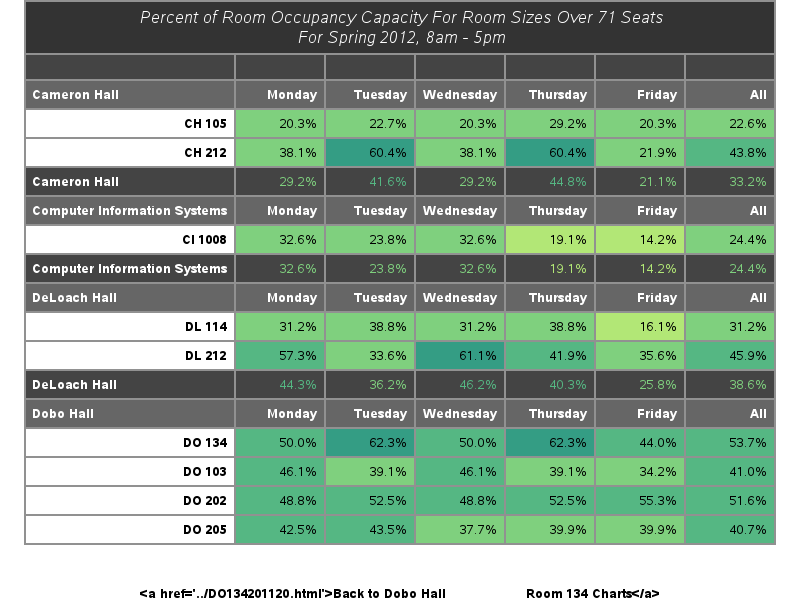 Percent of Room Occupancy Capacity For Room Sizes Over 71 Seats
For Spring 2012, 8am - 5pm
Cameron Hall Monday Tuesday Wednesday Thursday Friday All
CH 105 20.3% 22.7% 20.3% 29.2% 20.3% 22.6%
CH 212 38.1% 60.4% 38.1% 60.4% 21.9% 43.8%
Cameron Hall 29.2% 41.6% 29.2% 44.8% 21.1% 33.2%
Computer Information Systems Monday Tuesday Wednesday Thursday Friday All
CI 1008 32.6% 23.8% 32.6% 19.1% 14.2% 24.4%
Computer Information Systems 32.6% 23.8% 32.6% 19.1% 14.2% 24.4%
DeLoach Hall Monday Tuesday Wednesday Thursday Friday All
DL 114 31.2% 38.8% 31.2% 38.8% 16.1% 31.2%
DL 212 57.3% 33.6% 61.1% 41.9% 35.6% 45.9%
DeLoach Hall 44.3% 36.2% 46.2% 40.3% 25.8% 38.6%
Dobo Hall Monday Tuesday Wednesday Thursday Friday All
DO 134 50.0% 62.3% 50.0% 62.3% 44.0% 53.7%
DO 103 46.1% 39.1% 46.1% 39.1% 34.2% 41.0%
DO 202 48.8% 52.5% 48.8% 52.5% 55.3% 51.6%
DO 205 42.5% 43.5% 37.7% 39.9% 39.9% 40.7%
<a href='../DO134201120.html'>Back to Dobo Hall Room 134 Charts</a>